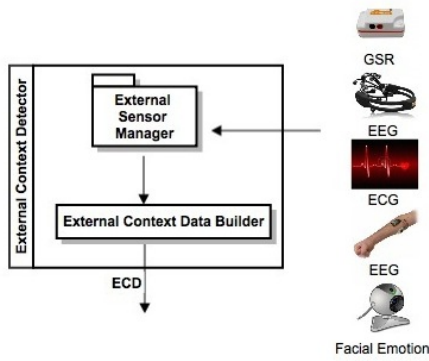 External Context Detector
External
Sensor
Manager
External Context Data Builder
ECD
GSR
EEG
ECG
EEG
Facial Emotion